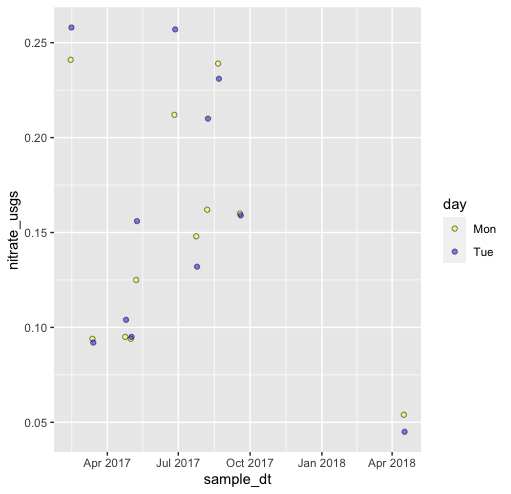 0.25
0.20
0.15
0.10
0.05
nitrate_usgs
Apr 2017 Jul 2017 Oct 2017 Jan 2018 Apr 2018
sample_dt
day
Mon
Tue